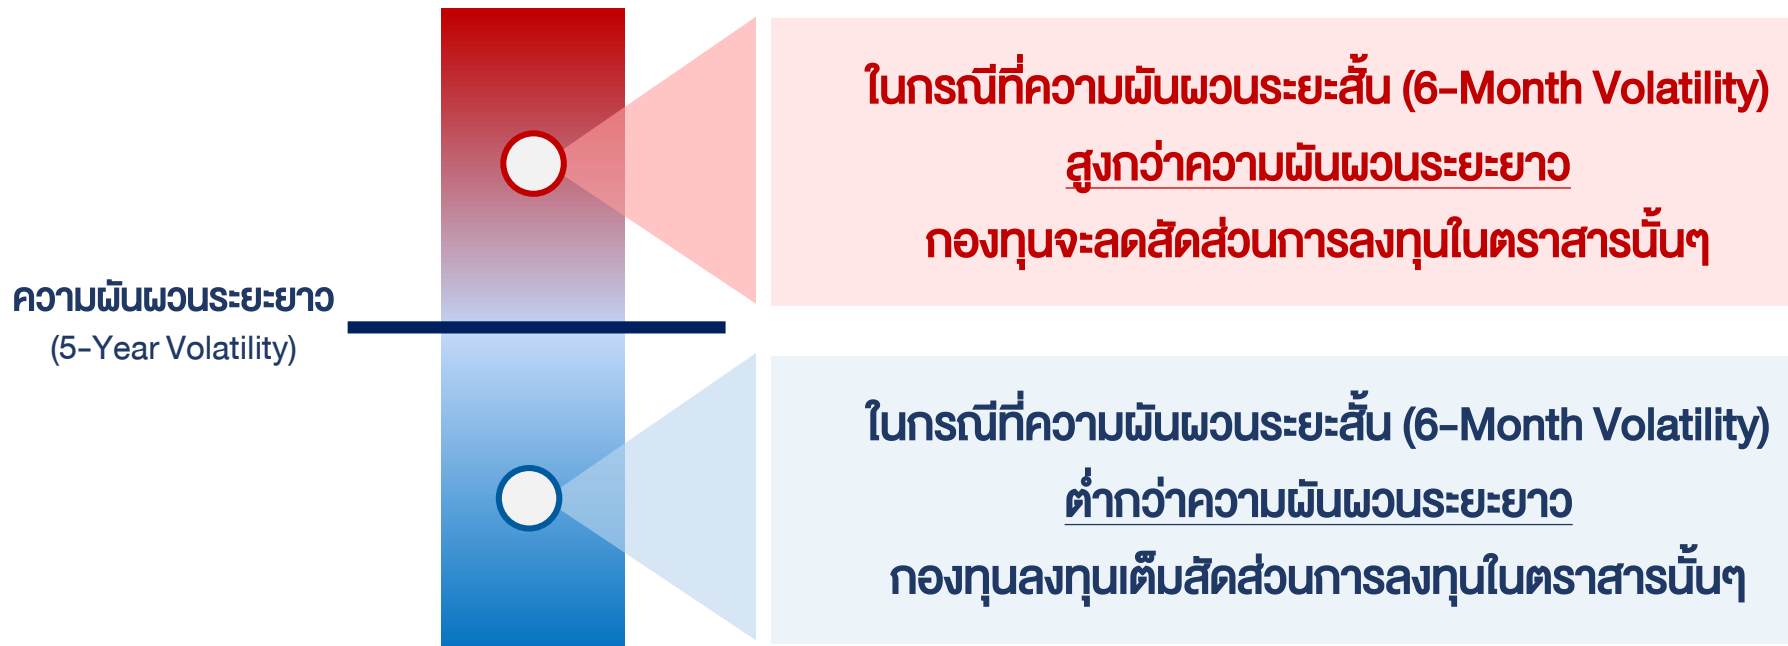 ความผันผวนระยะยาว
(5-Year Volatility)
ในกรณีที่ความผันผวนระยะสั้น (6-Month Volatility)
สูงกว่าความผันผวนระยะยาว
กองทุนจะลดสัดส่วนการลงทุนในตราสารนั้นๆ
ในกรณีที่ความผันผวนระยะสั้น (6-Month Volatility)
ต่ำกว่าความผันผวนระยะยาว
กองทุนลงทุนเต็มสัดส่วนการลงทุนในตราสารนั้นๆ